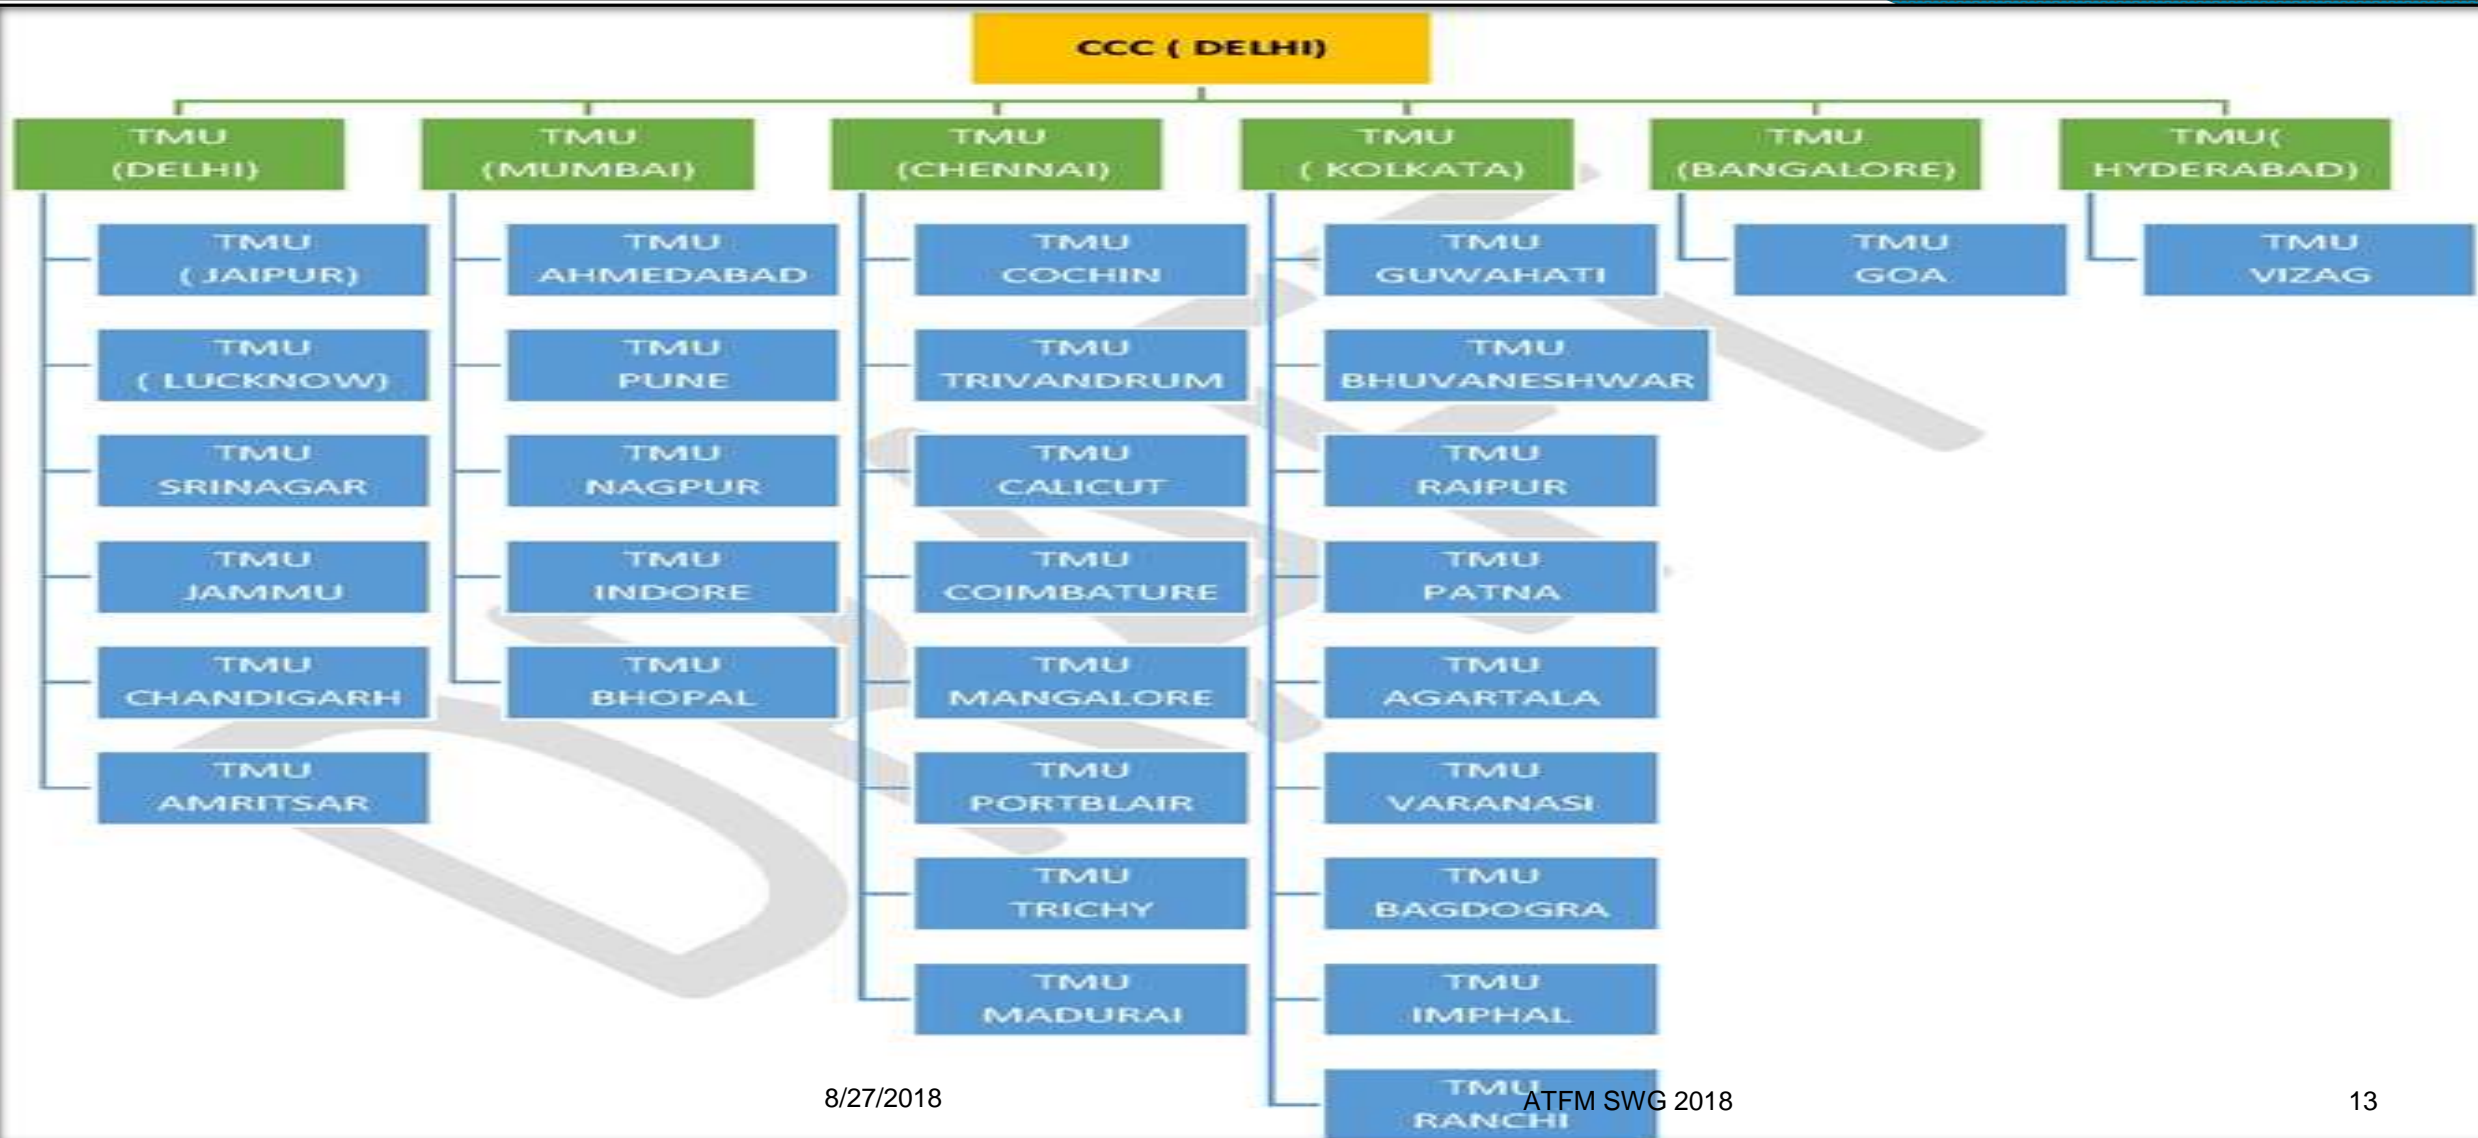 CCC ( DELHI)
TMU
(DELHI)
TMU
( JAIPUR)
TMU
( LUCKNOW)
TMU
SRINAGAR
TMU
JAMMU
TMU
CHANDIGARH
TMU
AMRITSAR
TMU
(MUMBAI)
TMU
AHMEDABAD
TMU
PUNE
TMU
NAGPUR
TMU
INDORE
TMU
BHOPAL
TMU
(CHENNAI)
TMU
COCHIN
TMU
TRIVANDRUM
TMU
CALICUT
TMU
COIMBATURE
TMU
MANGALORE
TMU
PORTBLAIR
TMU
TRICHY
TMU
MADURAI
TMU
( KOLKATA)
TMU
GUWAHATI
TMU
BHUVANESHWAR
TMU
RAIPUR
TMU
PATNA
TMU
AGARTALA
TMU
VARANASI
TMU
BAGDOGRA
TMU
IMPHAL
TMU
RANCHI
TMU
(BANGALORE)
TMU
GOA
TMU(
HYDERABAD)
TMU
VIZAG
DRAFT
8/27/2018
ATFM SWG 2018
13